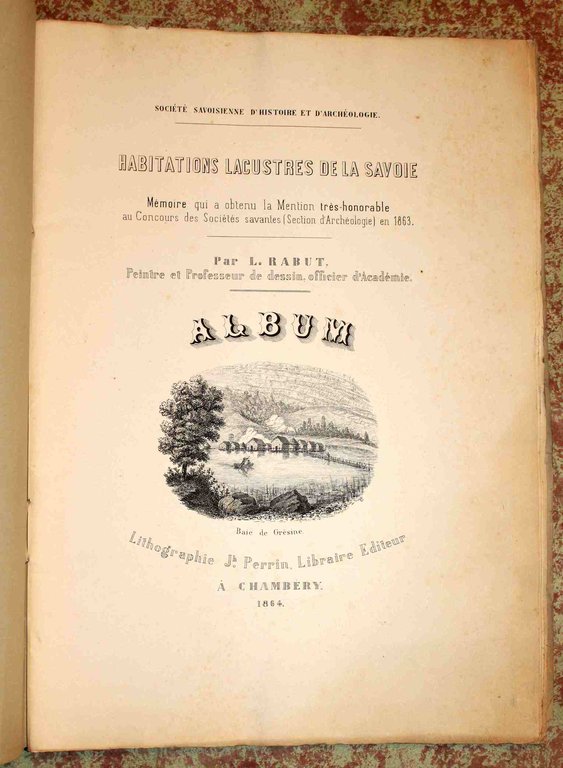 SOCIÉTÉ SAVOISIENNE D'HISTOIRE ET D'ARCHÉOLOGIE.
HABITATIONS LACUSTRES DE LA SAVOIE
Mémoire qui a obtenu la Mention très-honorable
au Concours des Sociétés savantes (Section d'Archéologie) en 1863.
Par L. RABUT,
Peintre et Professeur de dessin, officier d'Académie.
ALBUM
Baie de Grésine.
Lithographie Jh Perrin, Libraire Editeur
À CHAMBERY.
1864.